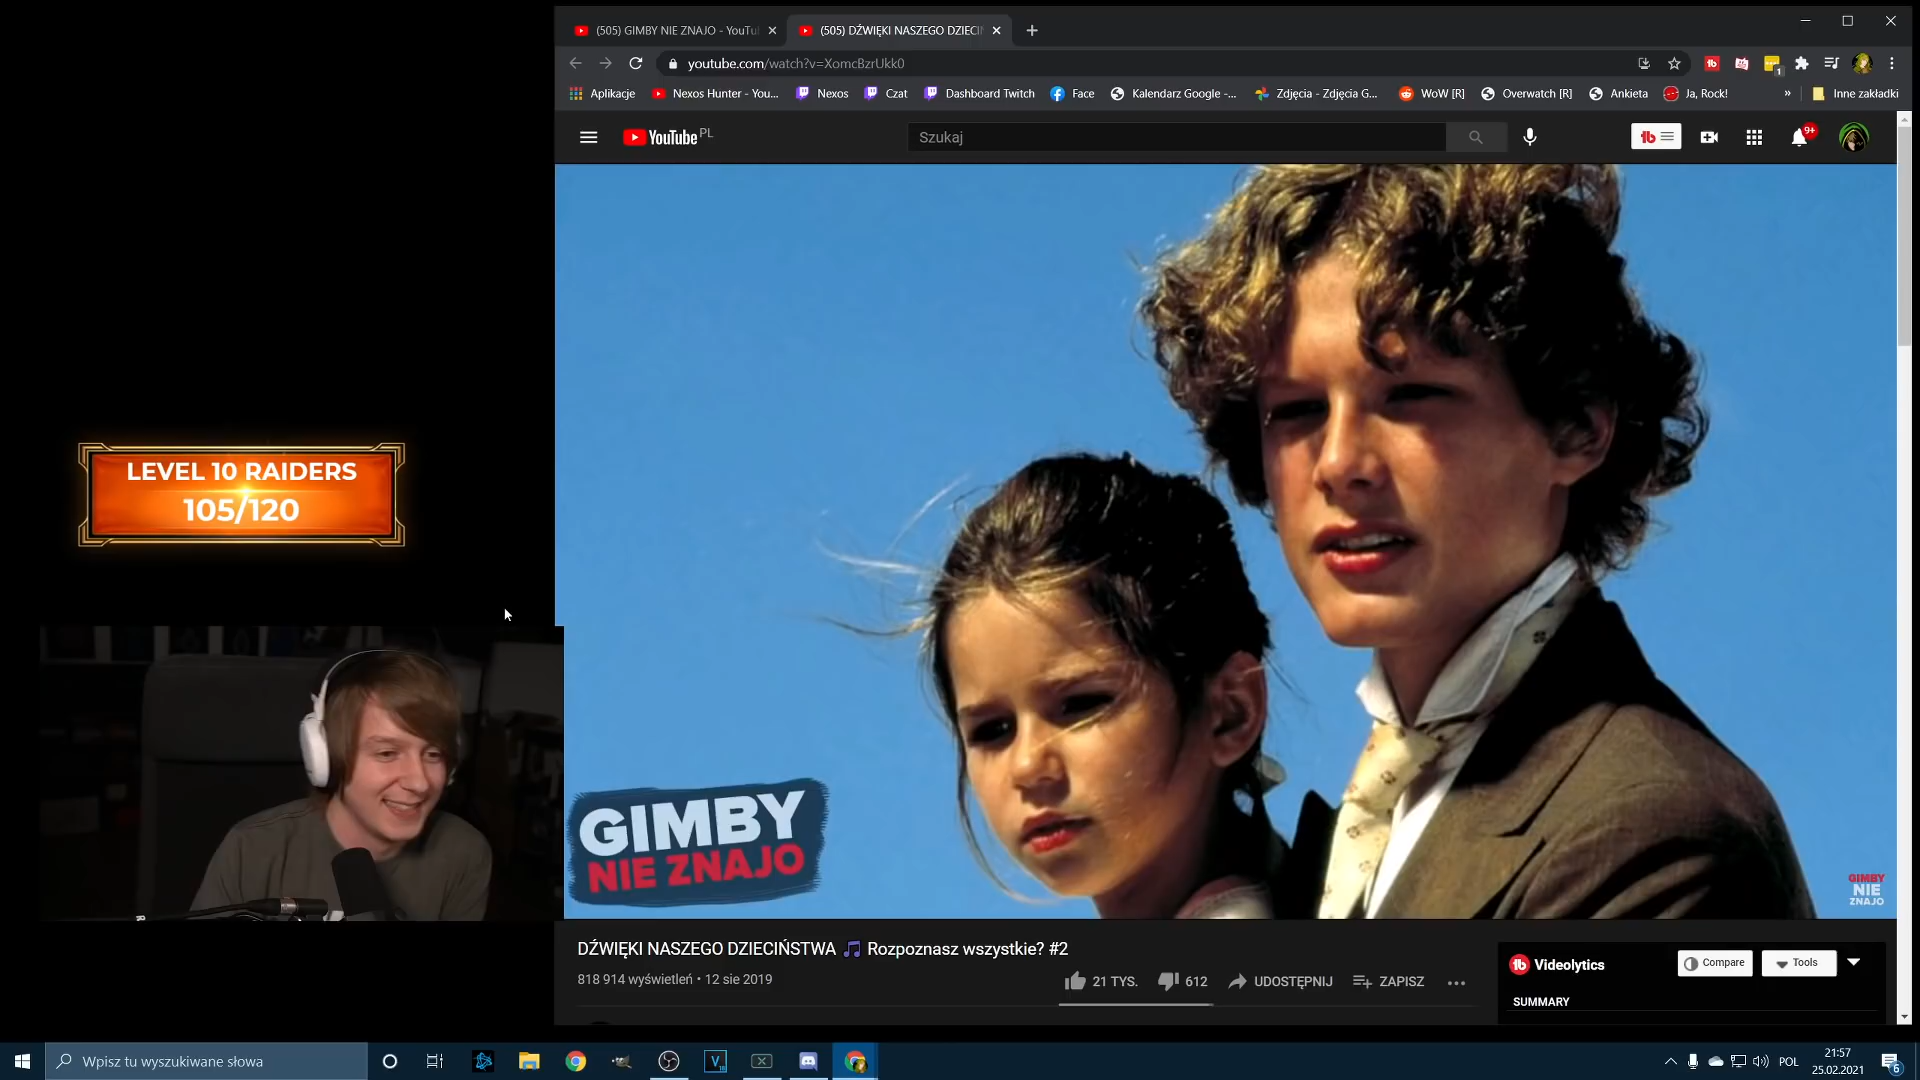 (505) GIMBY NIE ZNAJO - YouTu
(505) DŹWIĘKI NASZEGO DZIECI
youtube.com/watch?v=XomcBzrUkk0
1
Aplikacje
Nexos Hunter - You...
Nexos
Czat
Dashboard Twitch
Face
Kalendarz Google -...
Zdjęcia - Zdjęcia G...
WoW [R]
Overwatch [R]
Ankieta
Ja, Rock!
»
Inne zakładki
YouTube PL
Szukaj
9+
LEVEL 10 RAIDERS
105/120
GIMBY
NIE ZNAJO
GIMBY
NIE
ZNAJO
DŹWIĘKI NASZEGO DZIECIŃSTWA 🎵 Rozpoznasz wszystkie? #2
818 914 wyświetleń • 12 sie 2019
21 TYS.
612
UDOSTĘPNIJ
ZAPISZ
Videolytics
Compare
Tools
SUMMARY
Wpisz tu wyszukiwane słowa
POL
21:57
25.02.2021
6